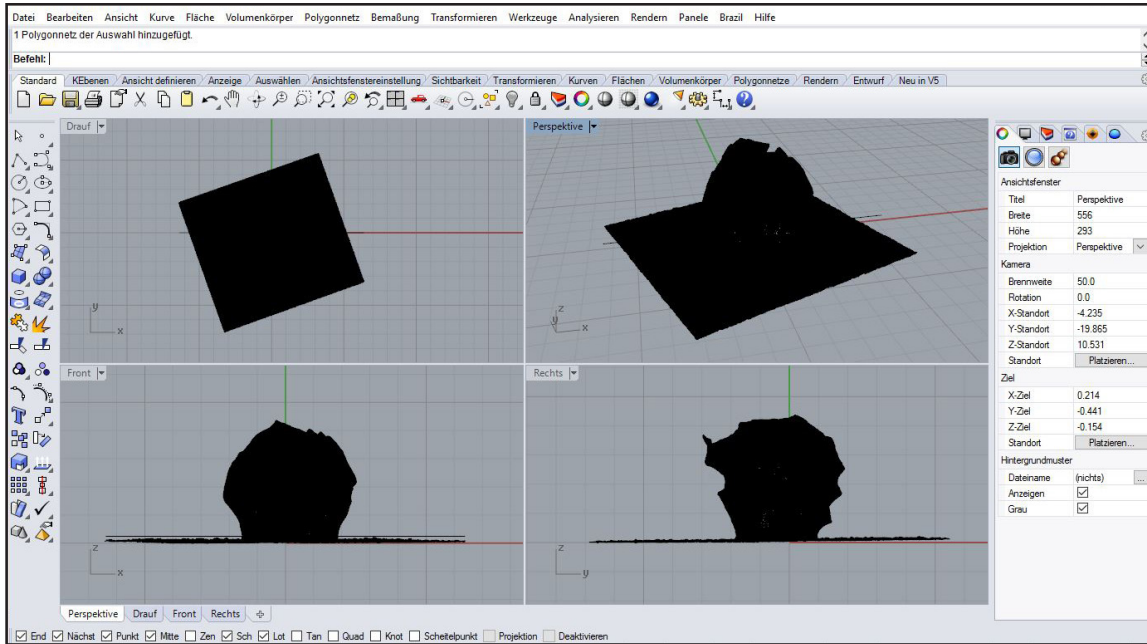 Datei Bearbeiten Ansicht Kurve Fläche Volumenkörper Polygonnetz Bemaßung Transformieren Werkzeuge Analysieren Rendern Panele Brazil Hilfe
1 Polygonnetz der Auswahl hinzugefügt.
Befehl:
Standard KEbenen Ansicht definieren Anzeige Auswählen Ansichtsfenstereinstellung Sichtbarkeit Transformieren Kurven Flächen Volumenkörper Polygonnetze Rendern Entwurf Neu in V5
Drauf
y
x
Perspektive
z
y
x
Front
z
x
Rechts
z
y
Ansichtsfenster
Titel Perspektive
Breite 556
Höhe 293
Projektion Perspektive
Kamera
Brennweite 50.0
Rotation 0.0
X-Standort -4.235
Y-Standort -19.865
Z-Standort 10.531
Standort Platzieren...
Ziel
X-Ziel 0.214
Y-Ziel -0.441
Z-Ziel -0.154
Standort Platzieren...
Hintergrundmuster
Dateiname (nichts) ...
Anzeigen
Grau
Perspektive Drauf Front Rechts
End Nächst Punkt Mitte Zen Sch Lot Tan Quad Knot Scheitelpunkt Projektion Deaktivieren